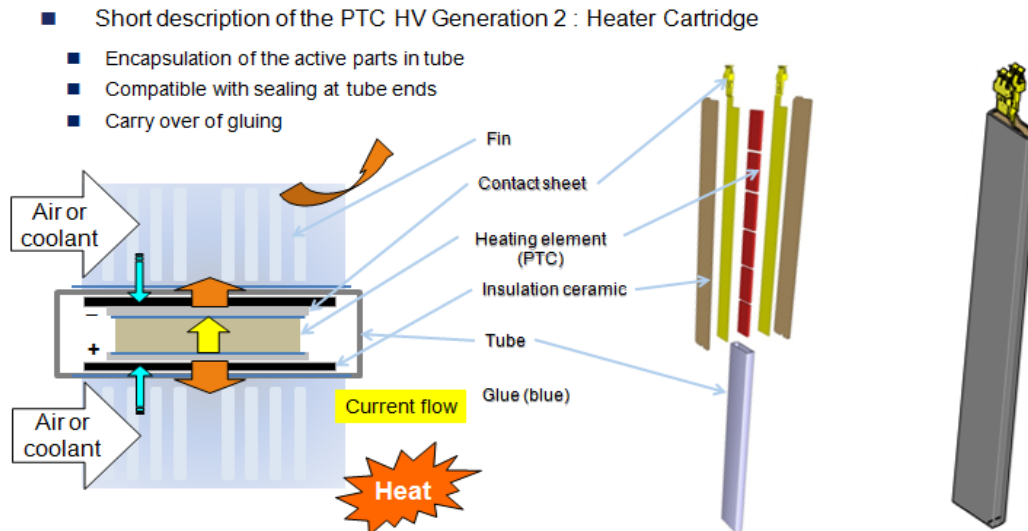 Short description of the PTC HV Generation 2 : Heater Cartridge
Encapsulation of the active parts in tube
Compatible with sealing at tube ends
Carry over of gluing
Fin
Contact sheet
Heating element
(PTC)
Insulation ceramic
Tube
Glue (blue)
Air or
coolant
–
+
Air or
coolant
Current flow
Heat